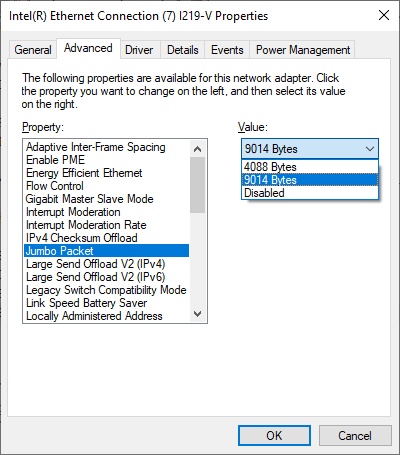 Intel(R) Ethernet Connection (7) I219-V Properties
General Advanced Driver Details Events Power Management
The following properties are available for this network adapter. Click
the property you want to change on the left, and then select its value
on the right.
Property:
Adaptive Inter-Frame Spacing
Enable PME
Energy Efficient Ethernet
Flow Control
Gigabit Master Slave Mode
Interrupt Moderation
Interrupt Moderation Rate
IPv4 Checksum Offload
Jumbo Packet
Large Send Offload V2 (IPv4)
Large Send Offload V2 (IPv6)
Legacy Switch Compatibility Mode
Link Speed Battery Saver
Locally Administered Address
Value:
9014 Bytes
4088 Bytes
9014 Bytes
Disabled
OK Cancel